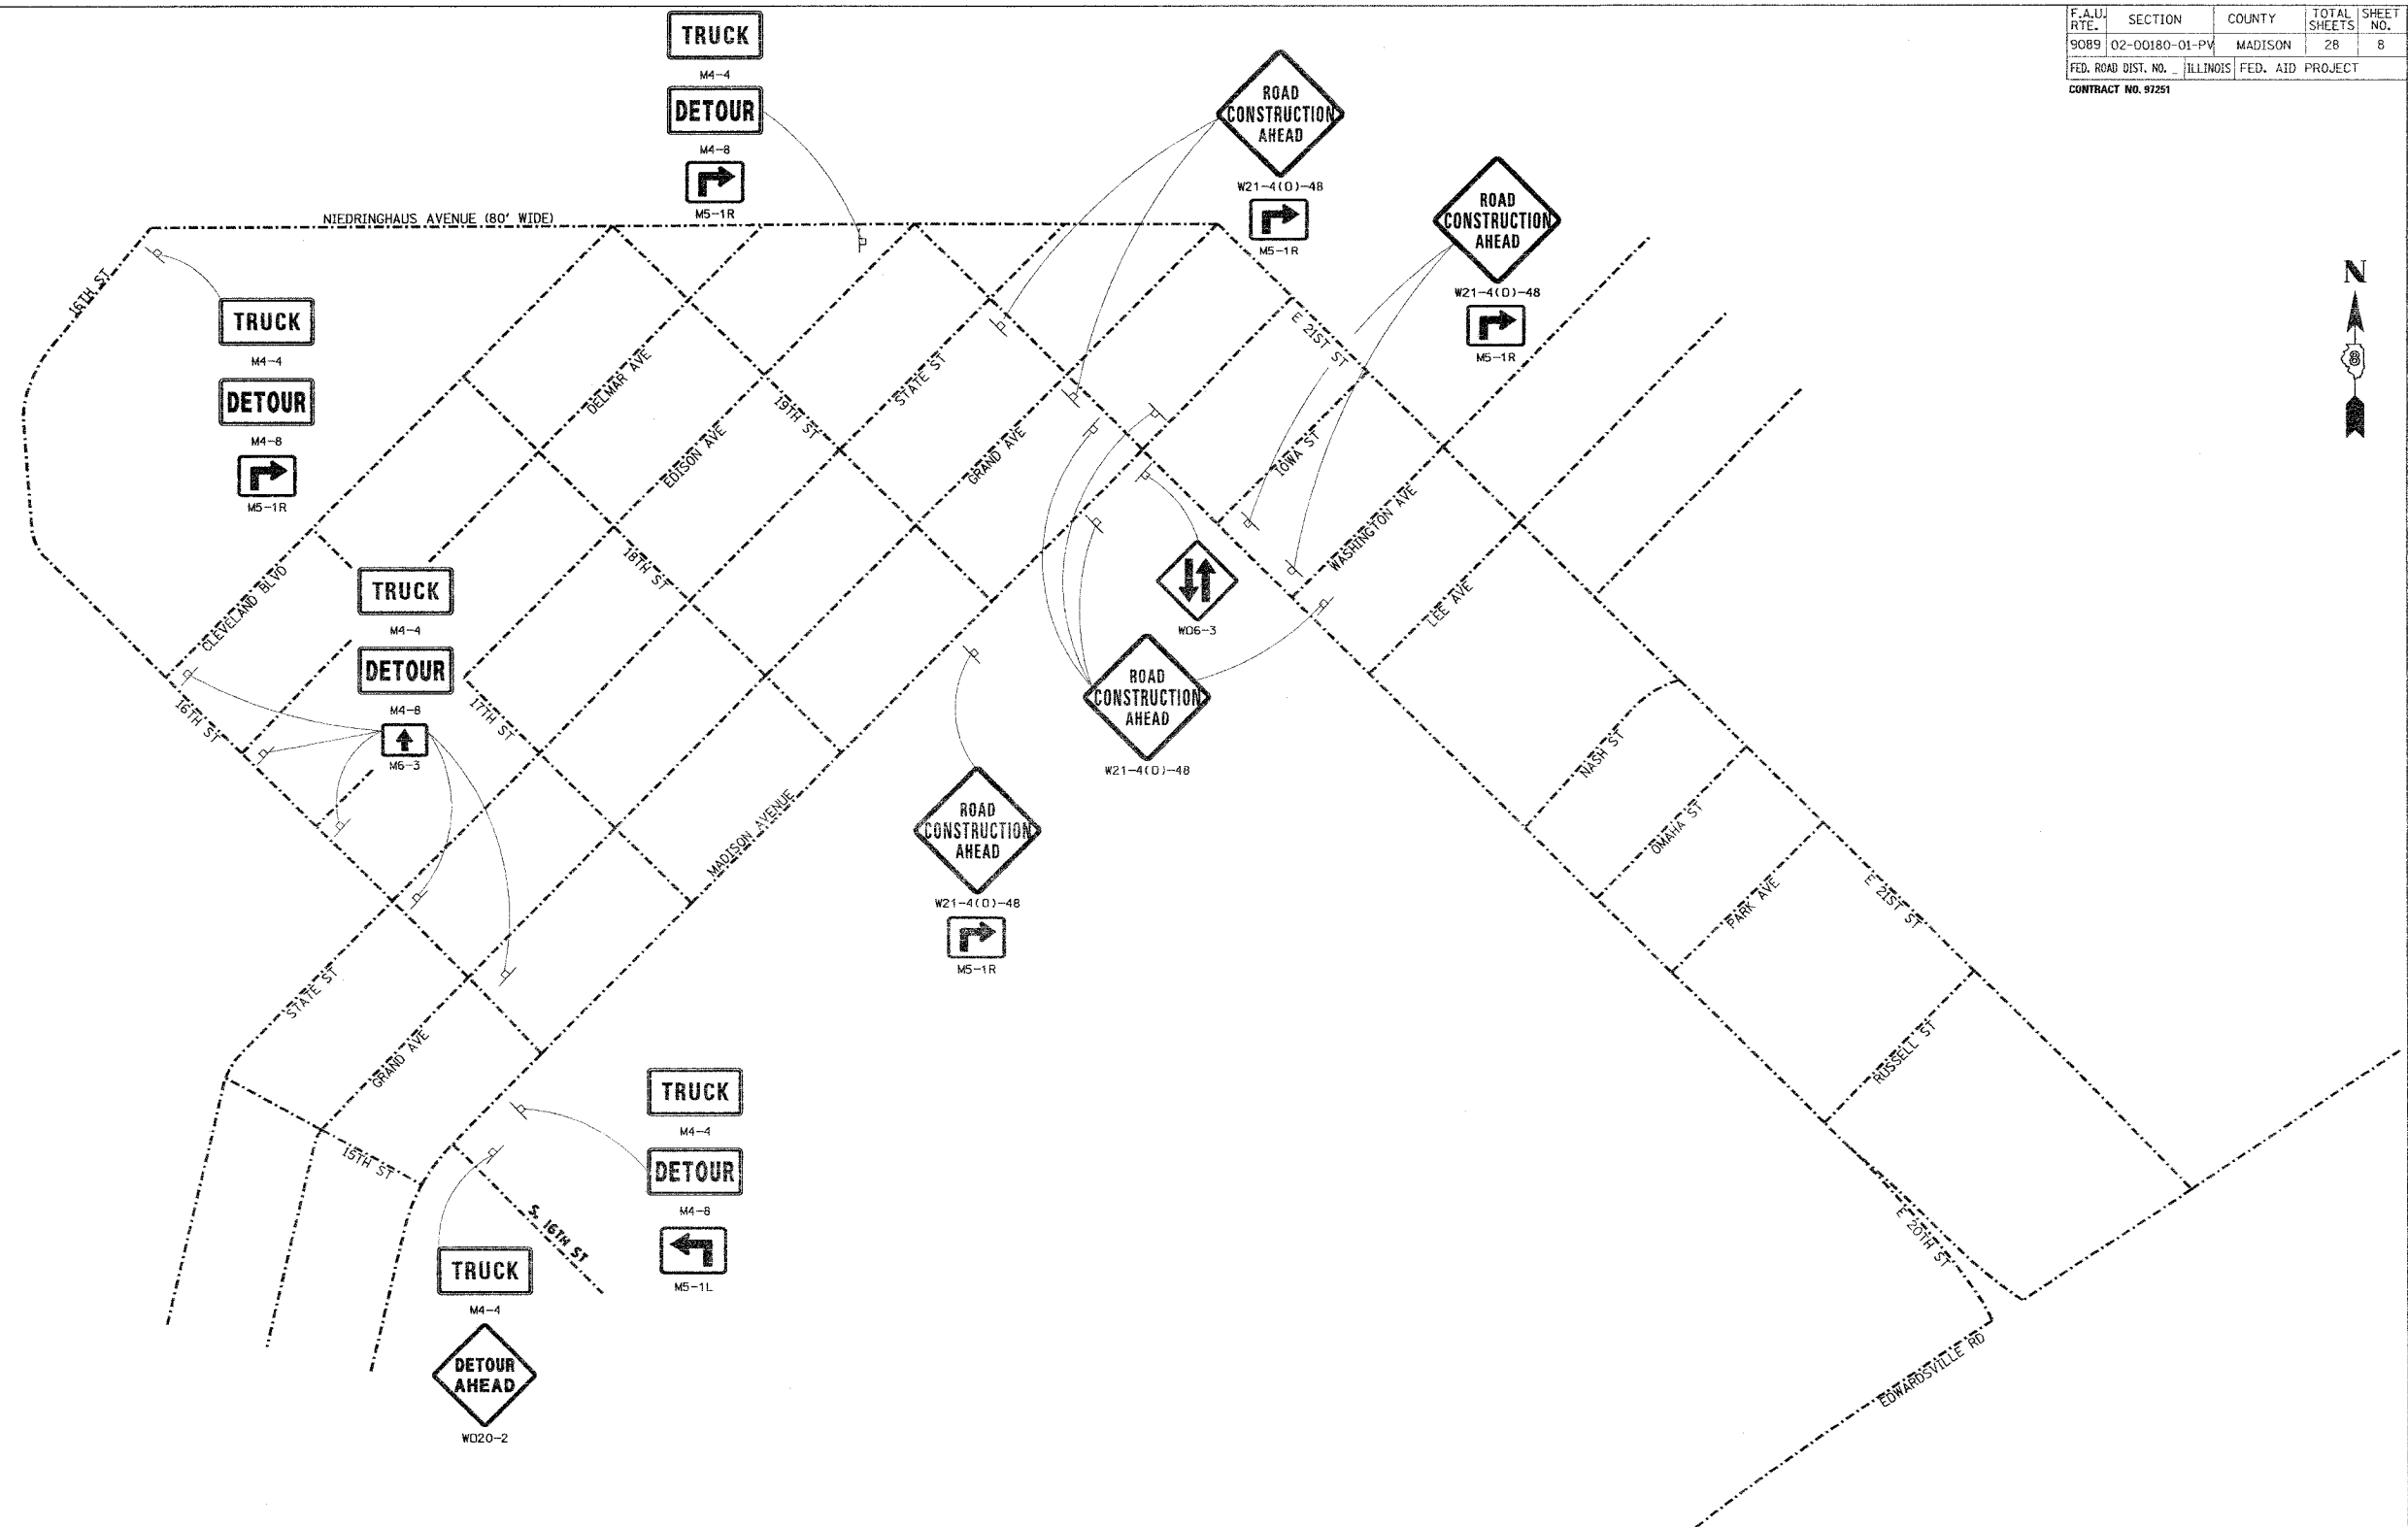 F.A.U. RTE. SECTION COUNTY TOTAL SHEETS SHEET NO.
9089 02-00180-01-PV MADISON 28 8
FED. ROAD DIST. NO. _ ILLINOIS FED. AID PROJECT
CONTRACT NO. 97251
TRUCK
M4-4
DETOUR
M4-8
M5-1R
ROAD
CONSTRUCTION
AHEAD
W21-4(O)-48
M5-1R
ROAD
CONSTRUCTION
AHEAD
W21-4(O)-48
M5-1R
NIEDRINGHAUS AVENUE (80' WIDE)
N
8
16TH ST
TRUCK
M4-4
DETOUR
M4-8
M5-1R
DELMAR AVE
EDISON AVE
19TH ST
STATE ST
GRAND AVE
E 21ST ST
IOWA ST
WASHINGTON AVE
LEE AVE
CLEVELAND BLVD
18TH ST
TRUCK
M4-4
DETOUR
M4-8
M6-3
16TH ST
17TH ST
WO6-3
ROAD
CONSTRUCTION
AHEAD
W21-4(O)-48
MADISON AVENUE
ROAD
CONSTRUCTION
AHEAD
W21-4(O)-48
M5-1R
NASH ST
OMAHA ST
PARK AVE
E 21ST ST
RUSSELL ST
STATE ST
GRAND AVE
15TH ST
TRUCK
M4-4
DETOUR
M4-8
M5-1L
S. 16TH ST
TRUCK
M4-4
DETOUR
AHEAD
WO20-2
E 20TH ST
EDWARDSVILLE RD